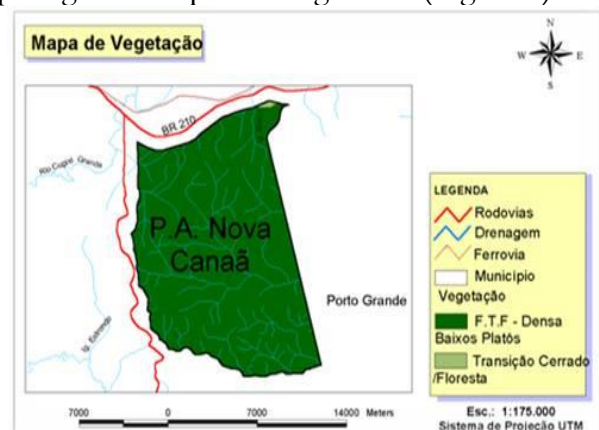 Mapa de Vegetação
N
W E
S
BR 210
Rio Cupixi Grande
P.A. Nova
Canaã
Porto Grande
LEGENDA
Rodovias
Drenagem
Ferrovia
Município
Vegetação
F.T.F - Densa
Baixos Platôs
Transição Cerrado
/Floresta
7000 0 7000 14000 Meters
Esc.: 1:175.000
Sistema de Projeção UTM